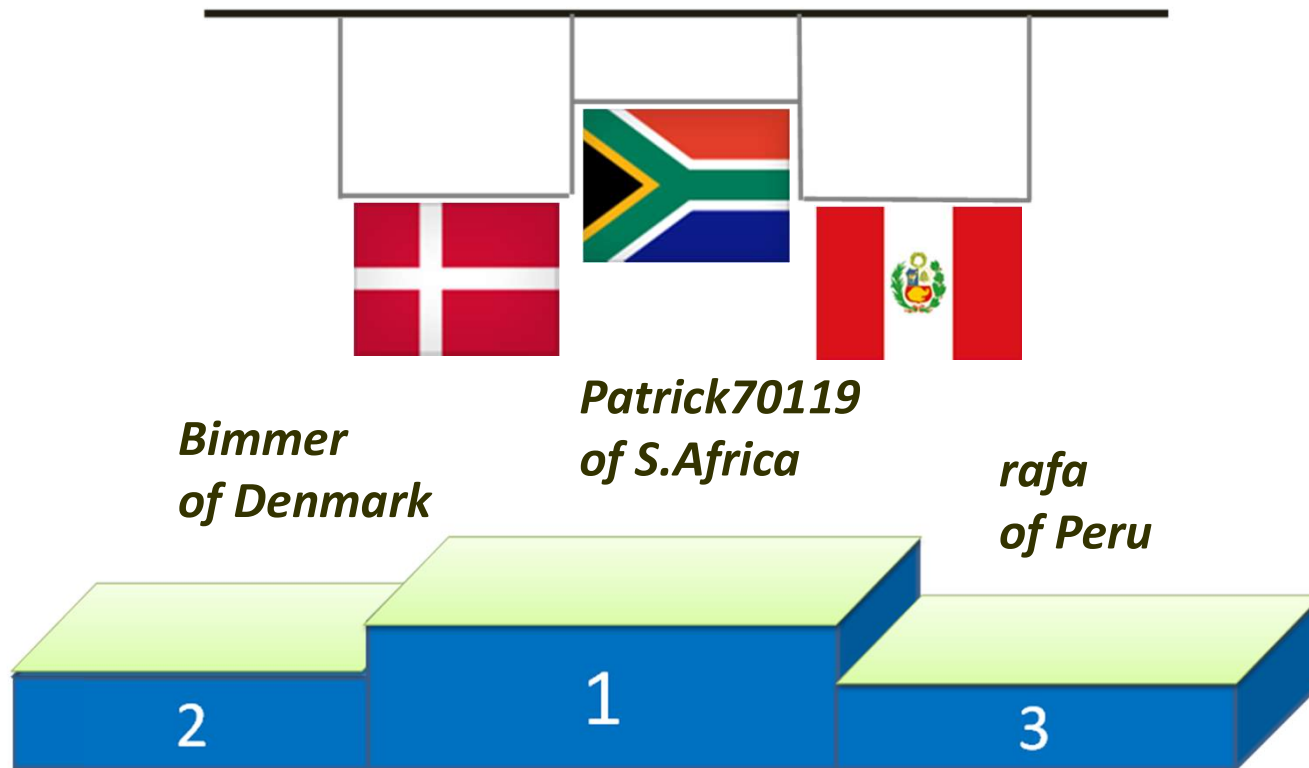 Patrick70119
of S.Africa
Bimmer
of Denmark
rafa
of Peru
2
1
3